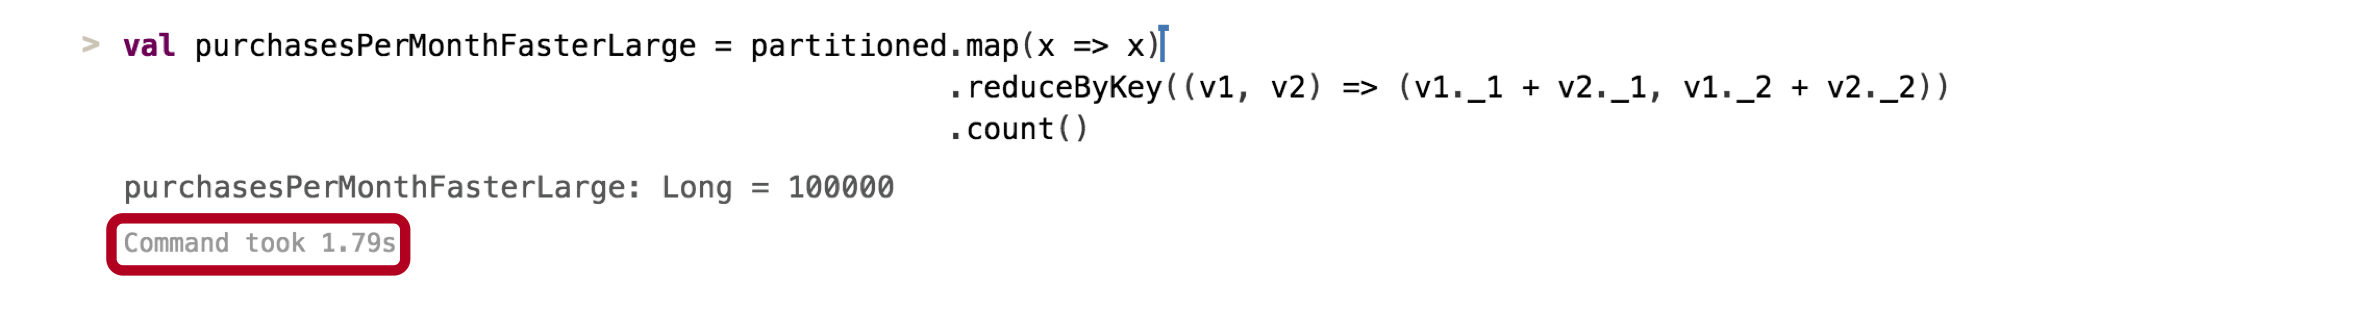 > val purchasesPerMonthFasterLarge = partitioned.map(x => x)
.reduceByKey((v1, v2) => (v1._1 + v2._1, v1._2 + v2._2))
.count()
purchasesPerMonthFasterLarge: Long = 100000
Command took 1.79s